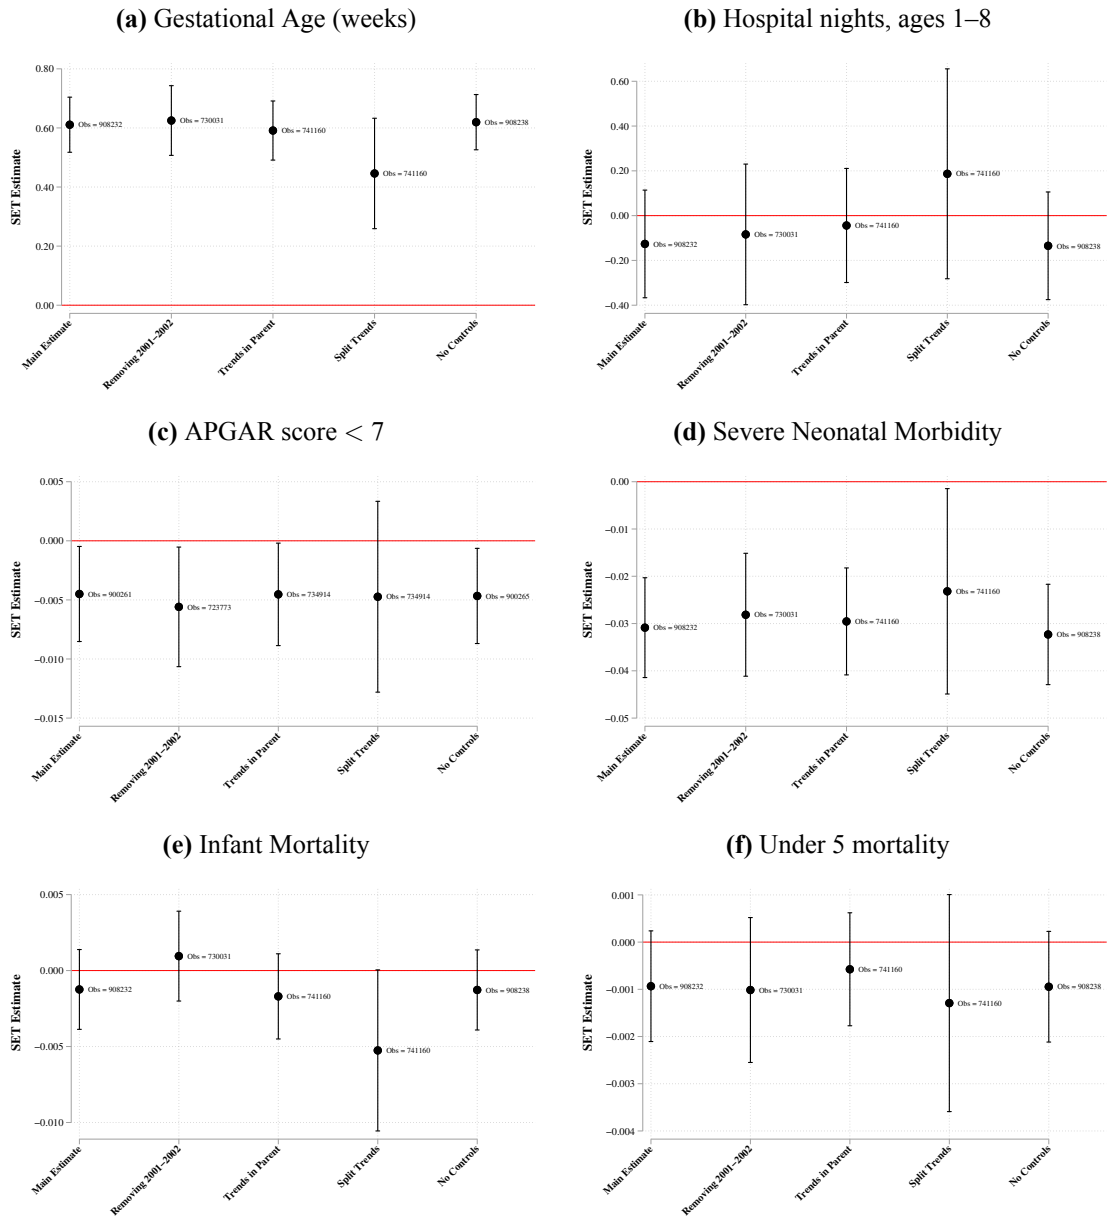 (a) Gestational Age (weeks)
SET Estimate
0.80
0.60
0.40
0.20
0.00
Obs = 908232
Obs = 730031
Obs = 741160
Obs = 741160
Obs = 908238
Main Estimate
Removing 2001–2002
Trends in Parent
Split Trends
No Controls
(b) Hospital nights, ages 1–8
SET Estimate
0.60
0.40
0.20
0.00
−0.20
−0.40
Obs = 908232
Obs = 730031
Obs = 741160
Obs = 741160
Obs = 908238
Main Estimate
Removing 2001–2002
Trends in Parent
Split Trends
No Controls
(c) APGAR score < 7
SET Estimate
0.005
0.000
−0.005
−0.010
−0.015
Obs = 900261
Obs = 723773
Obs = 734914
Obs = 734914
Obs = 900265
Main Estimate
Removing 2001–2002
Trends in Parent
Split Trends
No Controls
(d) Severe Neonatal Morbidity
SET Estimate
0.00
−0.01
−0.02
−0.03
−0.04
−0.05
Obs = 908232
Obs = 730031
Obs = 741160
Obs = 741160
Obs = 908238
Main Estimate
Removing 2001–2002
Trends in Parent
Split Trends
No Controls
(e) Infant Mortality
SET Estimate
0.005
0.000
−0.005
−0.010
Obs = 908232
Obs = 730031
Obs = 741160
Obs = 741160
Obs = 908238
Main Estimate
Removing 2001–2002
Trends in Parent
Split Trends
No Controls
(f) Under 5 mortality
SET Estimate
0.001
0.000
−0.001
−0.002
−0.003
−0.004
Obs = 908232
Obs = 730031
Obs = 741160
Obs = 741160
Obs = 908238
Main Estimate
Removing 2001–2002
Trends in Parent
Split Trends
No Controls